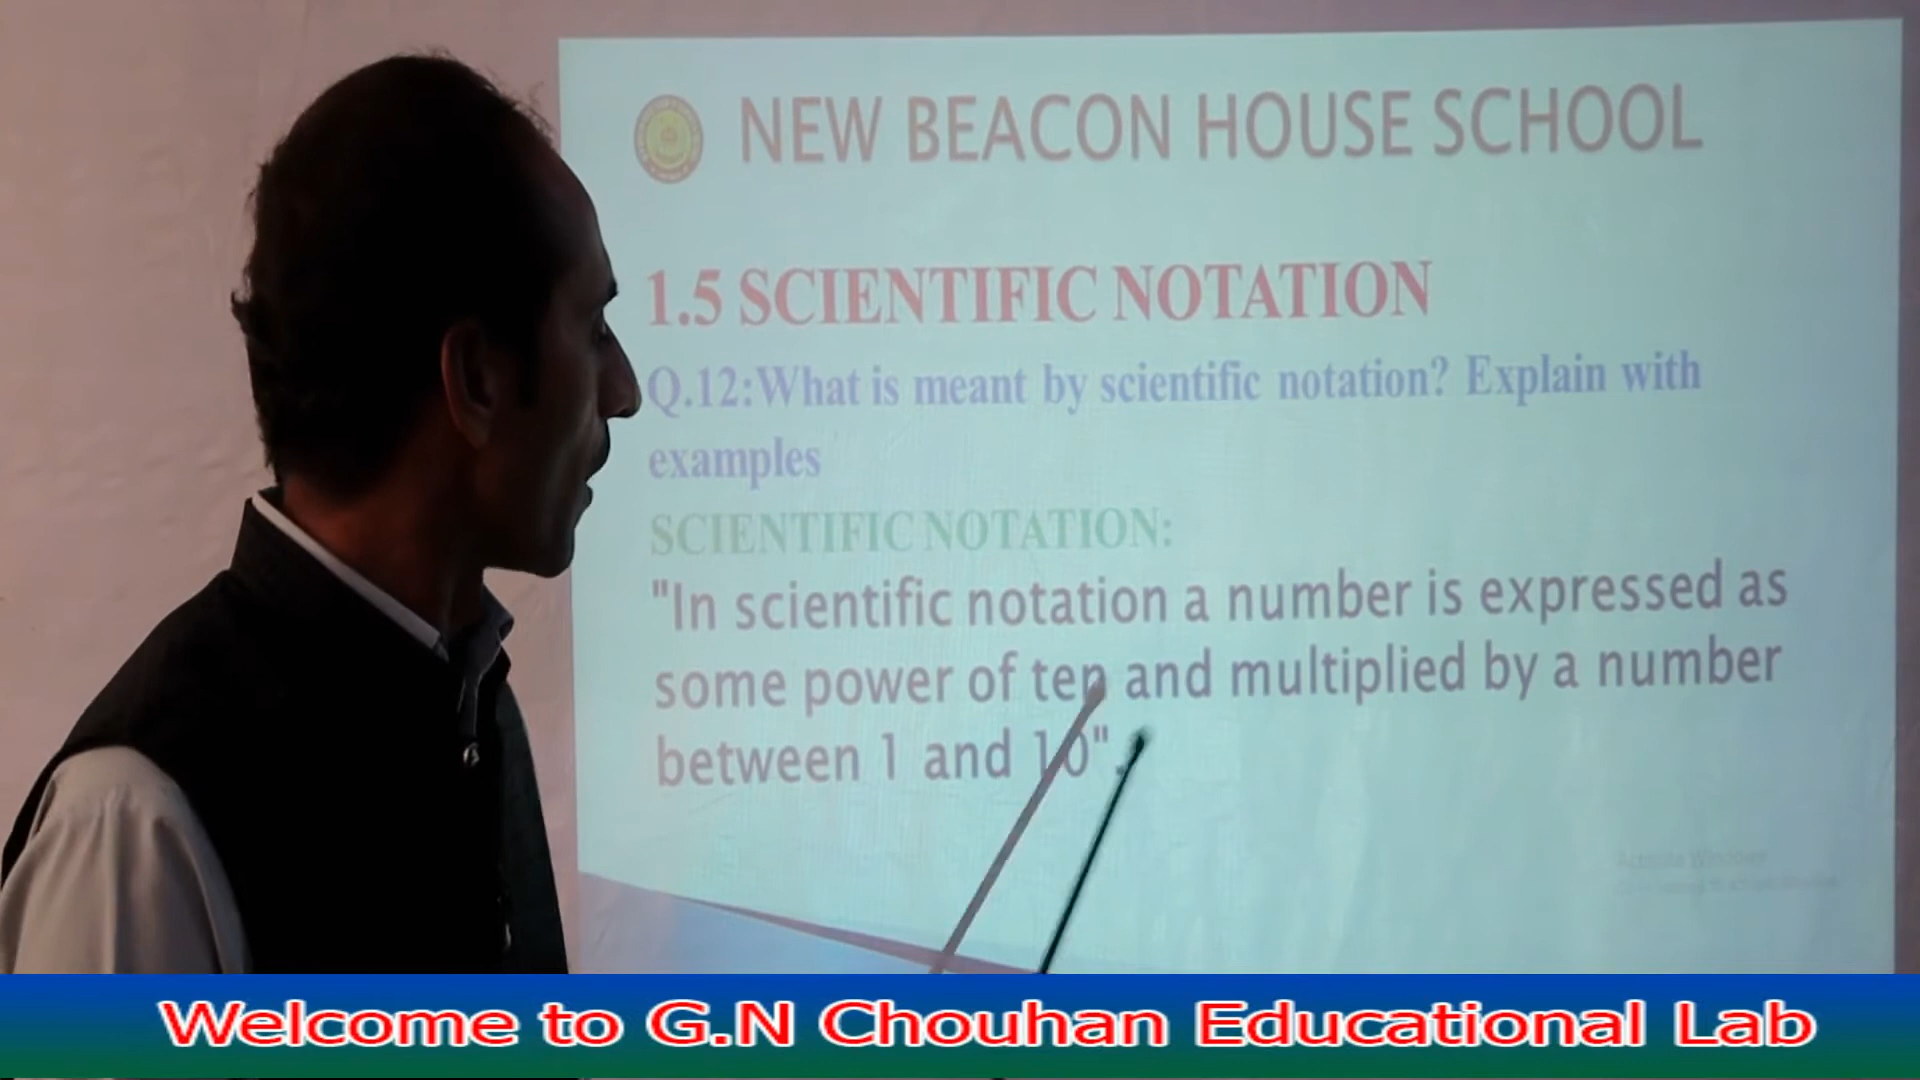 NEW BEACON HOUSE SCHOOL
1.5 SCIENTIFIC NOTATION
Q.12:What is meant by scientific notation? Explain with
examples
SCIENTIFIC NOTATION:
"In scientific notation a number is expressed as
some power of ten and multiplied by a number
between 1 and 10".
Activate Windows
Welcome to G.N Chouhan Educational Lab